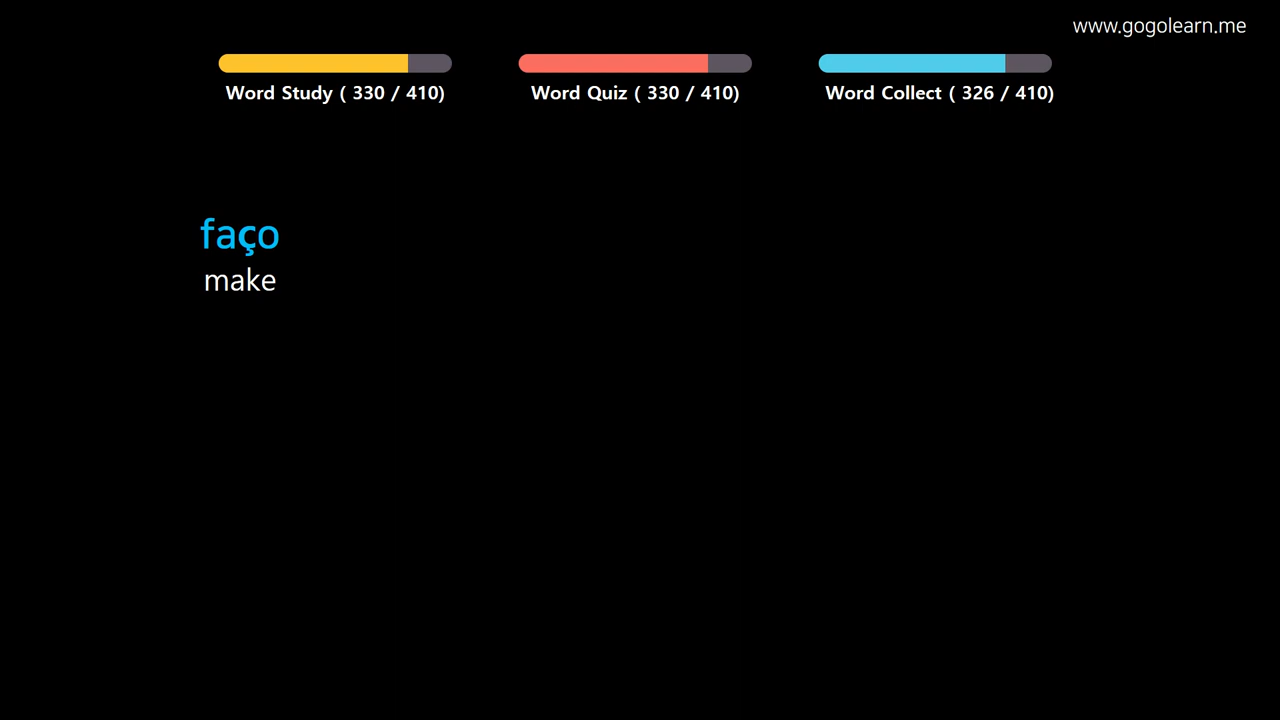 www.gogolearn.me
Word Study ( 330 / 410)
Word Quiz ( 330 / 410)
Word Collect ( 326 / 410)
faço
make